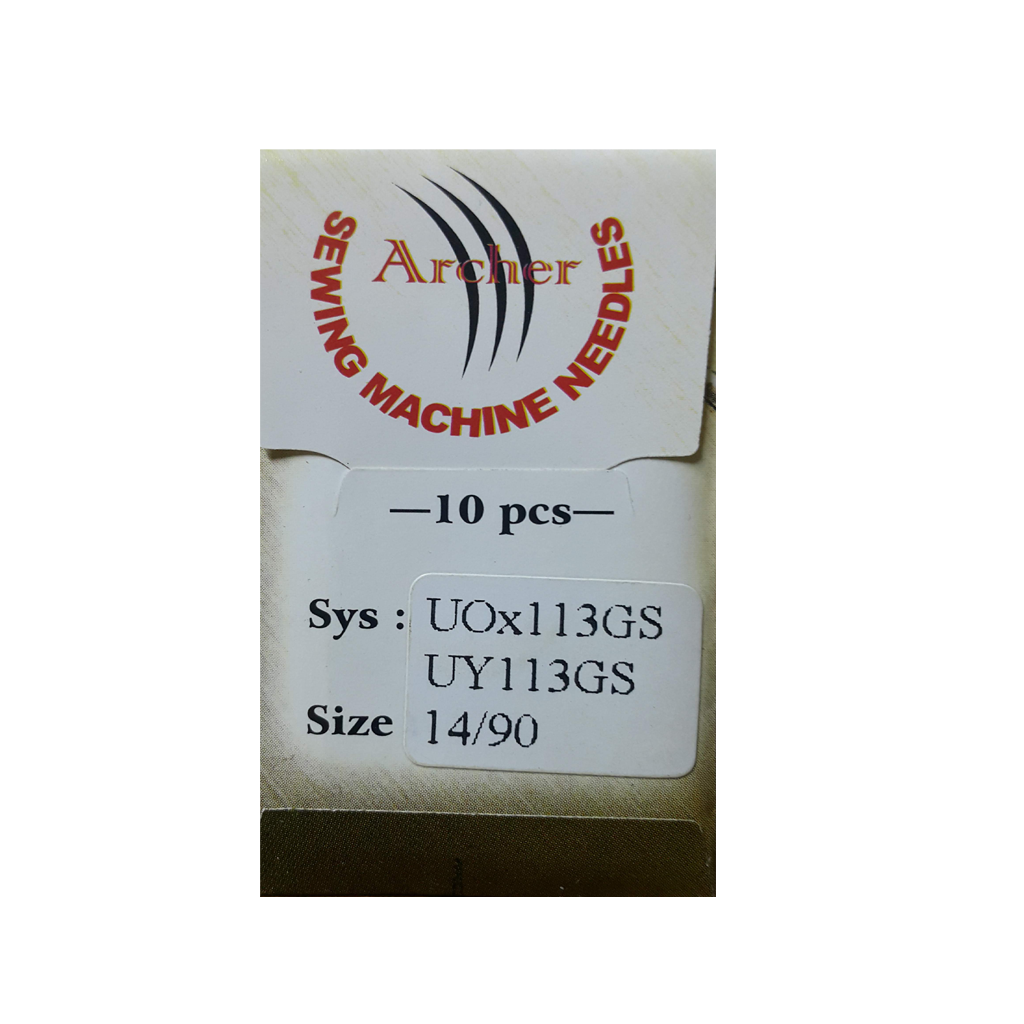 Archer
SEWING MACHINE NEEDLES
—10 pcs—
Sys : UOx113GS
UY113GS
Size 14/90